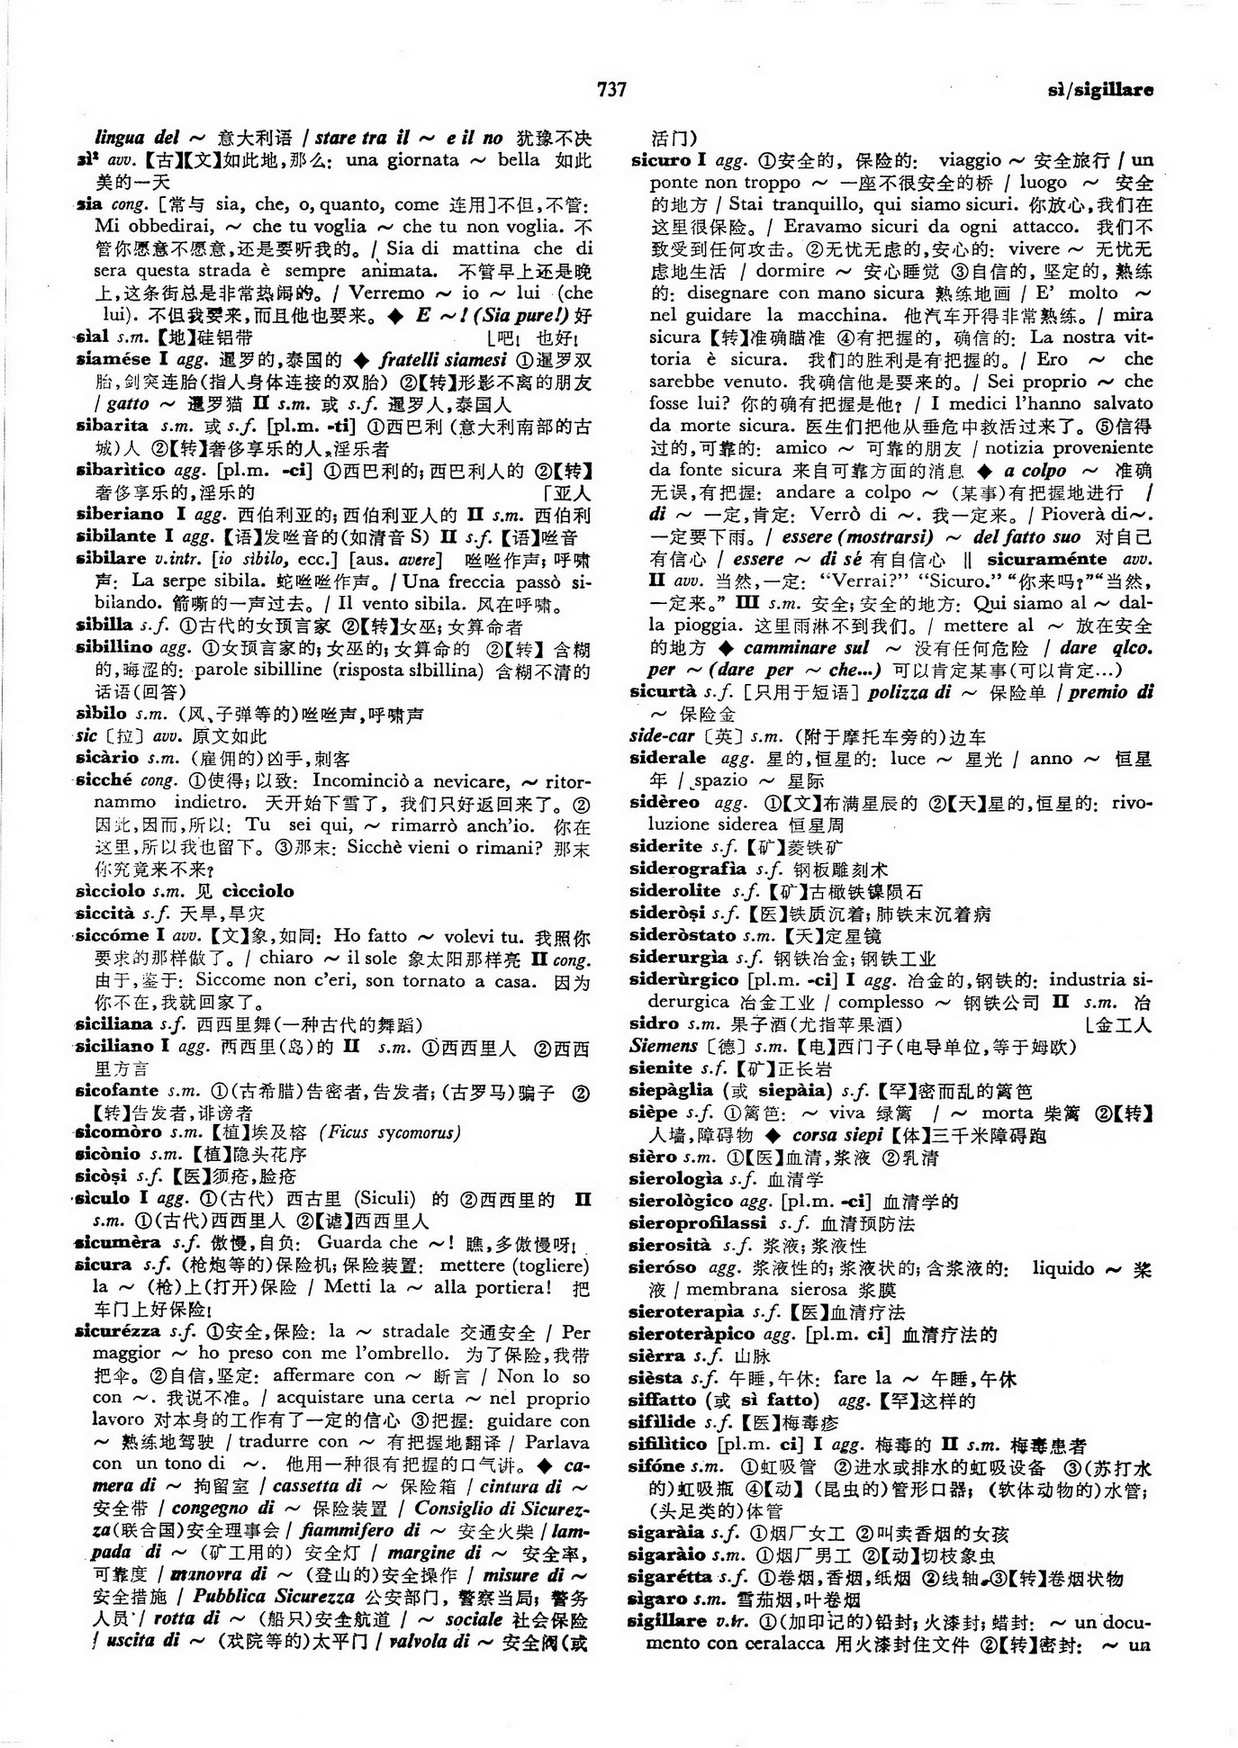 737
sì/sigillare
lingua del ~ 意大利语 / stare tra il ~ e il no 犹豫不决
sì² avv.【古】【文】如此地,那么: una giornata ~ bella 如此
美的一天
sia cong. [常与 sia, che, o, quanto, come 连用]不但,不管:
Mi obbedirai, ~ che tu voglia ~ che tu non voglia. 不
管你愿意不愿意,还是要听我的。/ Sia di mattina che di
sera questa strada è sempre animata. 不管早上还是晚
上,这条街总是非常热闹的。/ Verremo ~ io ~ lui (che
lui). 不但我要来,而且他也要来。◆ E ~! (Sia pure!) 好
sìal s.m.【地】硅铝带 ⌊吧! 也好!
siamése I agg. 暹罗的,泰国的 ◆ fratelli siamesi ①暹罗双
胎,剑突连胎(指人身体连接的双胎) ②【转】形影不离的朋友
/ gatto ~ 暹罗猫 II s.m. 或 s.f. 暹罗人,泰国人
sibarita s.m. 或 s.f. [pl.m. -ti] ①西巴利 (意大利南部的古
城)人 ②【转】奢侈享乐的人,淫乐者
sibarìtico agg. [pl.m. -ci] ①西巴利的; 西巴利人的 ②【转】
奢侈享乐的,淫乐的 「亚人
siberiano I agg. 西伯利亚的; 西伯利亚人的 II s.m. 西伯利
sibilante I agg.【语】发咝音的(如清音 S) II s.f.【语】咝音
sibilare v.intr. [io sìbilo, ecc.] [aus. avere] 咝咝作声; 呼啸
声: La serpe sibila. 蛇咝咝作声。/ Una freccia passò si-
bilando. 箭嘶的一声过去。/ Il vento sibila. 风在呼啸。
sibilla s.f. ①古代的女预言家 ②【转】女巫; 女算命者
sibillino agg. ①女预言家的; 女巫的; 女算命的 ②【转】含糊
的,晦涩的: parole sibilline (risposta sibillina) 含糊不清的
话语(回答)
sìbilo s.m. (风、子弹等的)咝咝声,呼啸声
sic〔拉〕avv. 原文如此
sicàrio s.m. (雇佣的)凶手,刺客
sicché cong. ①使得; 以致: Incominciò a nevicare, ~ ritor-
nammo indietro. 天开始下雪了, 我们只好返回来了。②
因此,因而,所以: Tu sei qui, ~ rimarrò anch'io. 你在
这里,所以我也留下。③那末: Sicchè vieni o rimani? 那末
你究竟来不来?
sìcciolo s.m. 见 cìcciolo
siccità s.f. 天旱,旱灾
siccóme I avv.【文】象,如同: Ho fatto ~ volevi tu. 我照你
要求的那样做了。/ chiaro ~ il sole 象太阳那样亮 II cong.
由于,鉴于: Siccome non c'eri, son tornato a casa. 因为
你不在,我就回家了。
siciliana s.f. 西西里舞(一种古代的舞蹈)
siciliano I agg. 西西里(岛)的 II s.m. ①西西里人 ②西西
里方言
sicofante s.m. ①(古希腊)告密者,告发者; (古罗马)骗子 ②
【转】告发者,诽谤者
sicomòro s.m.【植】埃及榕 (Ficus sycomorus)
sicònio s.m.【植】隐头花序
sicòṣi s.f.【医】须疮,脸疮
sìculo I agg. ①(古代) 西古里 (Siculi) 的 ②西西里的 II
s.m. ①(古代)西西里人 ②【谑】西西里人
sicumèra s.f. 傲慢,自负: Guarda che ~! 瞧,多傲慢呀!
sicura s.f. (枪炮等的)保险机; 保险装置: mettere (togliere)
la ~ (枪)上(打开)保险 / Metti la ~ alla portiera! 把
车门上好保险!
sicurézza s.f. ①安全,保险: la ~ stradale 交通安全 / Per
maggior ~ ho preso con me l'ombrello. 为了保险,我带
把伞。②自信,坚定: affermare con ~ 断言 / Non lo so
con ~. 我说不准。/ acquistare una certa ~ nel proprio
lavoro 对本身的工作有了一定的信心 ③把握: guidare con
~ 熟练地驾驶 / tradurre con ~ 有把握地翻译 / Parlava
con un tono di ~. 他用一种很有把握的口气讲。◆ ca-
mera di ~ 拘留室 / cassetta di ~ 保险箱 / cintura di ~
安全带 / congegno di ~ 保险装置 / Consiglio di Sicurez-
za(联合国)安全理事会 / fiammifero di ~ 安全火柴 / lam-
pada di ~ (矿工用的) 安全灯 / margine di ~ 安全率,
可靠度 / manovra di ~ (登山的)安全操作 / misure di ~
安全措施 / Pubblica Sicurezza 公安部门, 警察当局; 警务
人员 / rotta di ~ (船只)安全航道 / ~ sociale 社会保险
/ uscita di ~ (戏院等的)太平门 / valvola di ~ 安全阀(或
活门)
sicuro I agg. ①安全的, 保险的: viaggio ~ 安全旅行 / un
ponte non troppo ~ 一座不很安全的桥 / luogo ~ 安全
的地方 / Stai tranquillo, qui siamo sicuri. 你放心,我们在
这里很保险。/ Eravamo sicuri da ogni attacco. 我们不
致受到任何攻击。②无忧无虑的,安心的: vivere ~ 无忧无
虑地生活 / dormire ~ 安心睡觉 ③自信的, 坚定的, 熟练
的: disegnare con mano sicura 熟练地画 / E' molto ~
nel guidare la macchina. 他汽车开得非常熟练。/ mira
sicura【转】准确瞄准 ④有把握的, 确信的: La nostra vit-
toria è sicura. 我们的胜利是有把握的。/ Ero ~ che
sarebbe venuto. 我确信他是要来的。/ Sei proprio ~ che
fosse lui? 你的确有把握是他? / I medici l'hanno salvato
da morte sicura. 医生们把他从垂危中救活过来了。⑤信得
过的,可靠的: amico ~ 可靠的朋友 / notizia proveniente
da fonte sicura 来自可靠方面的消息 ◆ a colpo ~ 准确
无误,有把握: andare a colpo ~ (某事)有把握地进行 /
di ~ 一定,肯定: Verrò di ~. 我一定来。/ Pioverà di~.
一定要下雨。/ essere (mostrarsi) ~ del fatto suo 对自己
有信心 / essere ~ di sé 有自信心 ‖ sicuraménte avv.
II avv. 当然,一定: “Verrai?” “Sicuro.” “你来吗?”“当然,
一定来。” III s.m. 安全; 安全的地方: Qui siamo al ~ dal-
la pioggia. 这里雨淋不到我们。/ mettere al ~ 放在安全
的地方 ◆ camminare sul ~ 没有任何危险 / dare qlco.
per ~ (dare per ~ che...) 可以肯定某事(可以肯定...)
sicurtà s.f. [只用于短语] polizza di ~ 保险单 / premio di
~ 保险金
side-car〔英〕s.m. (附于摩托车旁的)边车
siderale agg. 星的,恒星的: luce ~ 星光 / anno ~ 恒星
年 / spazio ~ 星际
sidèreo agg. ①【文】布满星辰的 ②【天】星的,恒星的: rivo-
luzione siderea 恒星周
siderite s.f.【矿】菱铁矿
siderografìa s.f. 钢板雕刻术
siderolite s.f.【矿】古橄铁镍陨石
sideròṣi s.f.【医】铁质沉着; 肺铁末沉着病
sideròstato s.m.【天】定星镜
siderurgìa s.f. 钢铁冶金; 钢铁工业
siderùrgico [pl.m. -ci] I agg. 冶金的,钢铁的: industria si-
derurgica 冶金工业 / complesso ~ 钢铁公司 II s.m. 冶
sidro s.m. 果子酒(尤指苹果酒) ⌊金工人
Siemens〔德〕s.m.【电】西门子(电导单位,等于姆欧)
sienite s.f.【矿】正长岩
siepàglia (或 siepàia) s.f.【罕】密而乱的篱笆
sièpe s.f. ①篱笆: ~ viva 绿篱 / ~ morta 柴篱 ②【转】
人墙,障碍物 ◆ corsa siepi【体】三千米障碍跑
sièro s.m. ①【医】血清,浆液 ②乳清
sierologìa s.f. 血清学
sierològico agg. [pl.m. -ci] 血清学的
sieroprofilassi s.f. 血清预防法
sierosità s.f. 浆液; 浆液性
sieróso agg. 浆液性的; 浆液状的; 含浆液的: liquido ~ 浆
液 / membrana sierosa 浆膜
sieroterapìa s.f.【医】血清疗法
sieroteràpico agg. [pl.m. ci] 血清疗法的
sièrra s.f. 山脉
sièsta s.f. 午睡,午休: fare la ~ 午睡,午休
siffatto (或 sì fatto) agg.【罕】这样的
sifìlide s.f.【医】梅毒疹
sifilìtico [pl.m. ci] I agg. 梅毒的 II s.m. 梅毒患者
sifóne s.m. ①虹吸管 ②进水或排水的虹吸设备 ③(苏打水
的)虹吸瓶 ④【动】(昆虫的)管形口器; (软体动物的)水管;
(头足类的)体管
sigaràia s.f. ①烟厂女工 ②叫卖香烟的女孩
sigaràio s.m. ①烟厂男工 ②【动】切枝象虫
sigarétta s.f. ①卷烟,香烟,纸烟 ②线轴 ③【转】卷烟状物
sìgaro s.m. 雪茄烟,叶卷烟
sigillare v.tr. ①(加印记的)铅封; 火漆封; 蜡封: ~ un docu-
mento con ceralacca 用火漆封住文件 ②【转】密封: ~ un